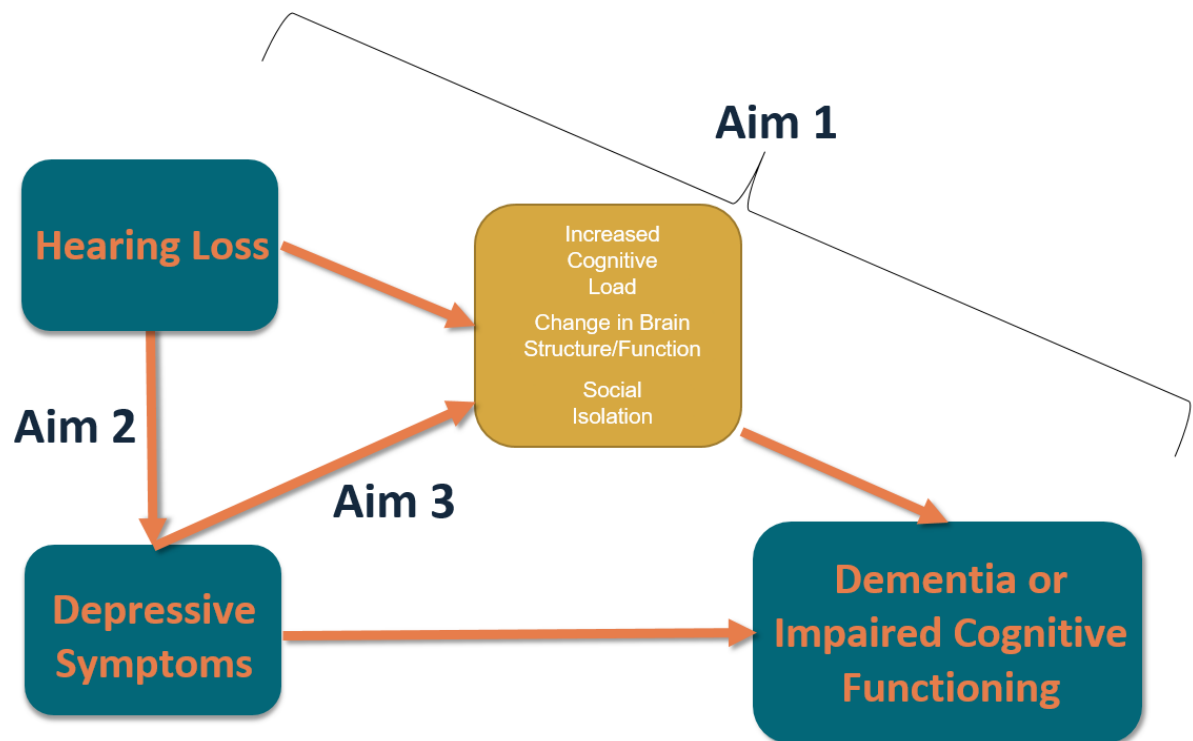 Aim 1
Hearing Loss
Increased
Cognitive
Load
Change in Brain
Structure/Function
Social
Isolation
Aim 2
Aim 3
Depressive
Symptoms
Dementia or
Impaired Cognitive
Functioning